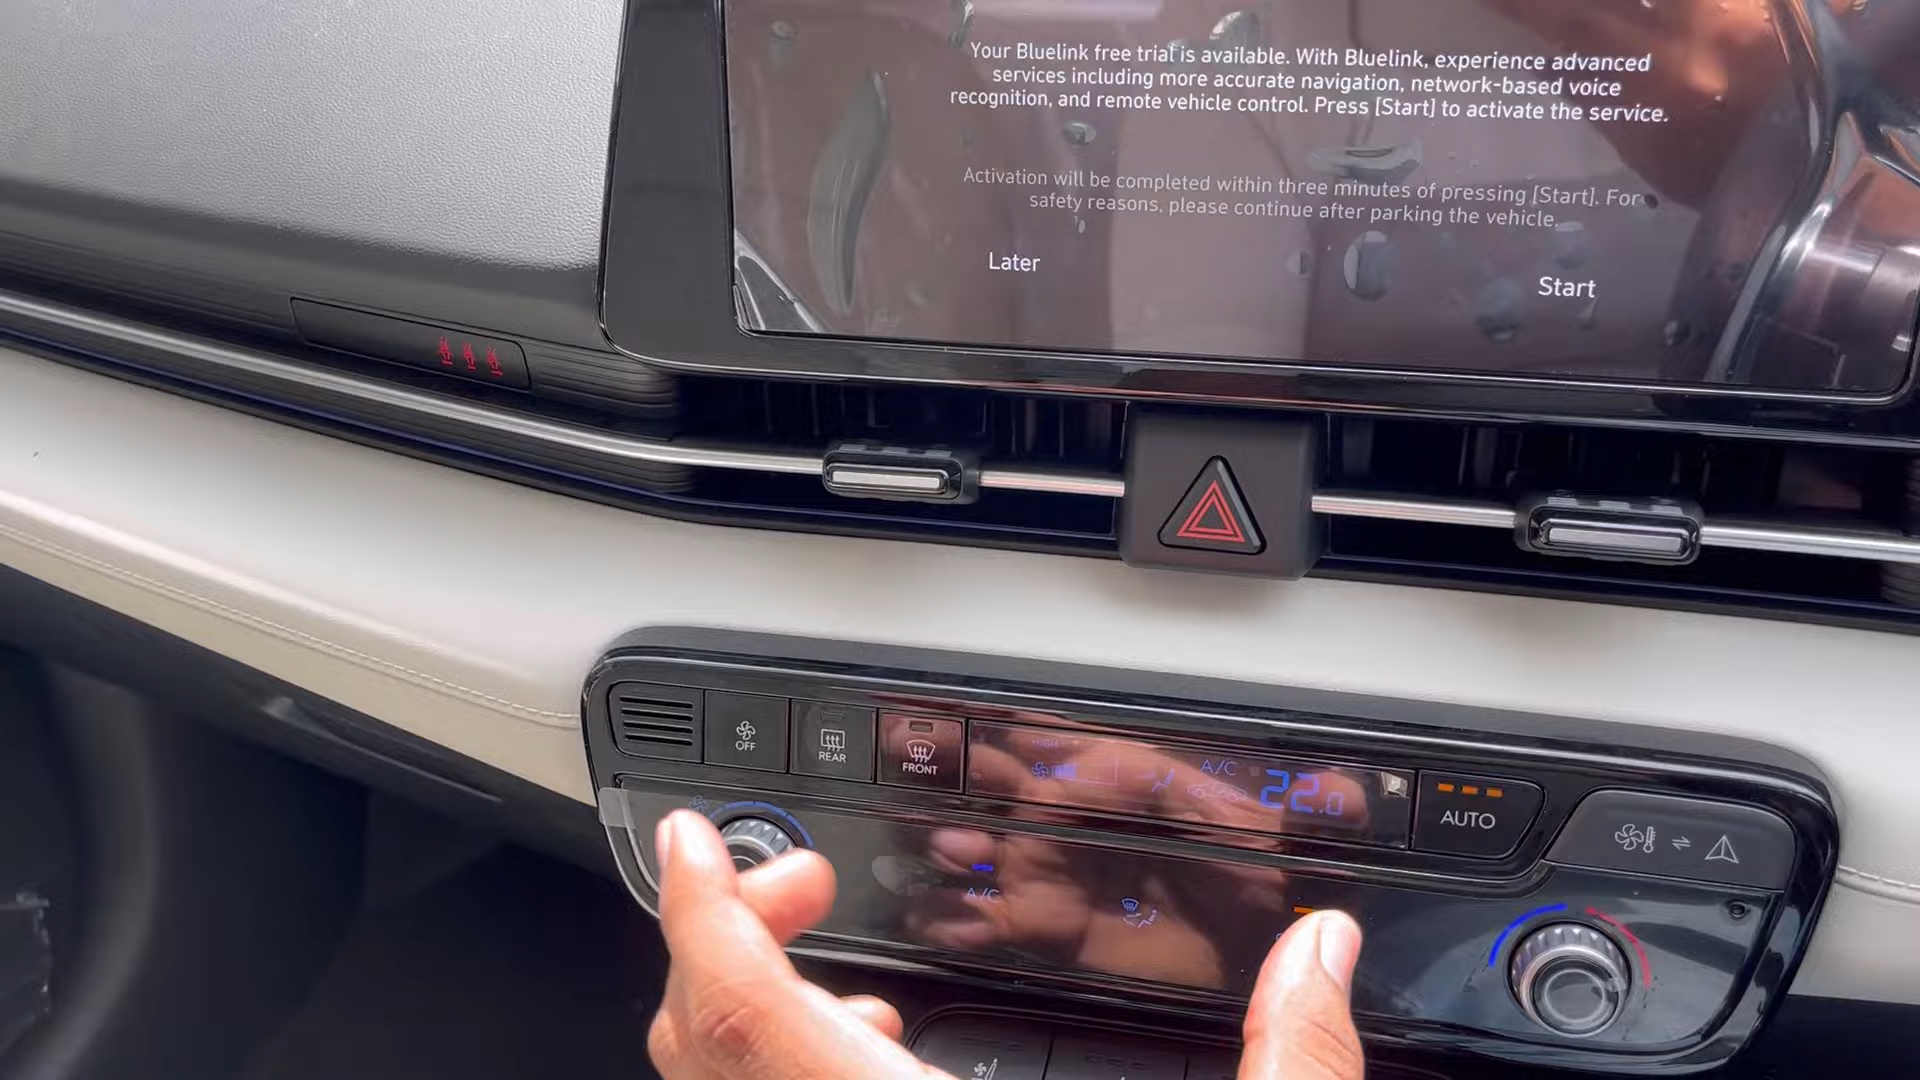 Your Bluelink free trial is available. With Bluelink, experience advanced
services including more accurate navigation, network-based voice
recognition, and remote vehicle control. Press [Start] to activate the service.
Activation will be completed within three minutes of pressing [Start]. For
safety reasons, please continue after parking the vehicle.
Later
Start
OFF
REAR
FRONT
HIGH
A/C
22.0
AUTO
A/C